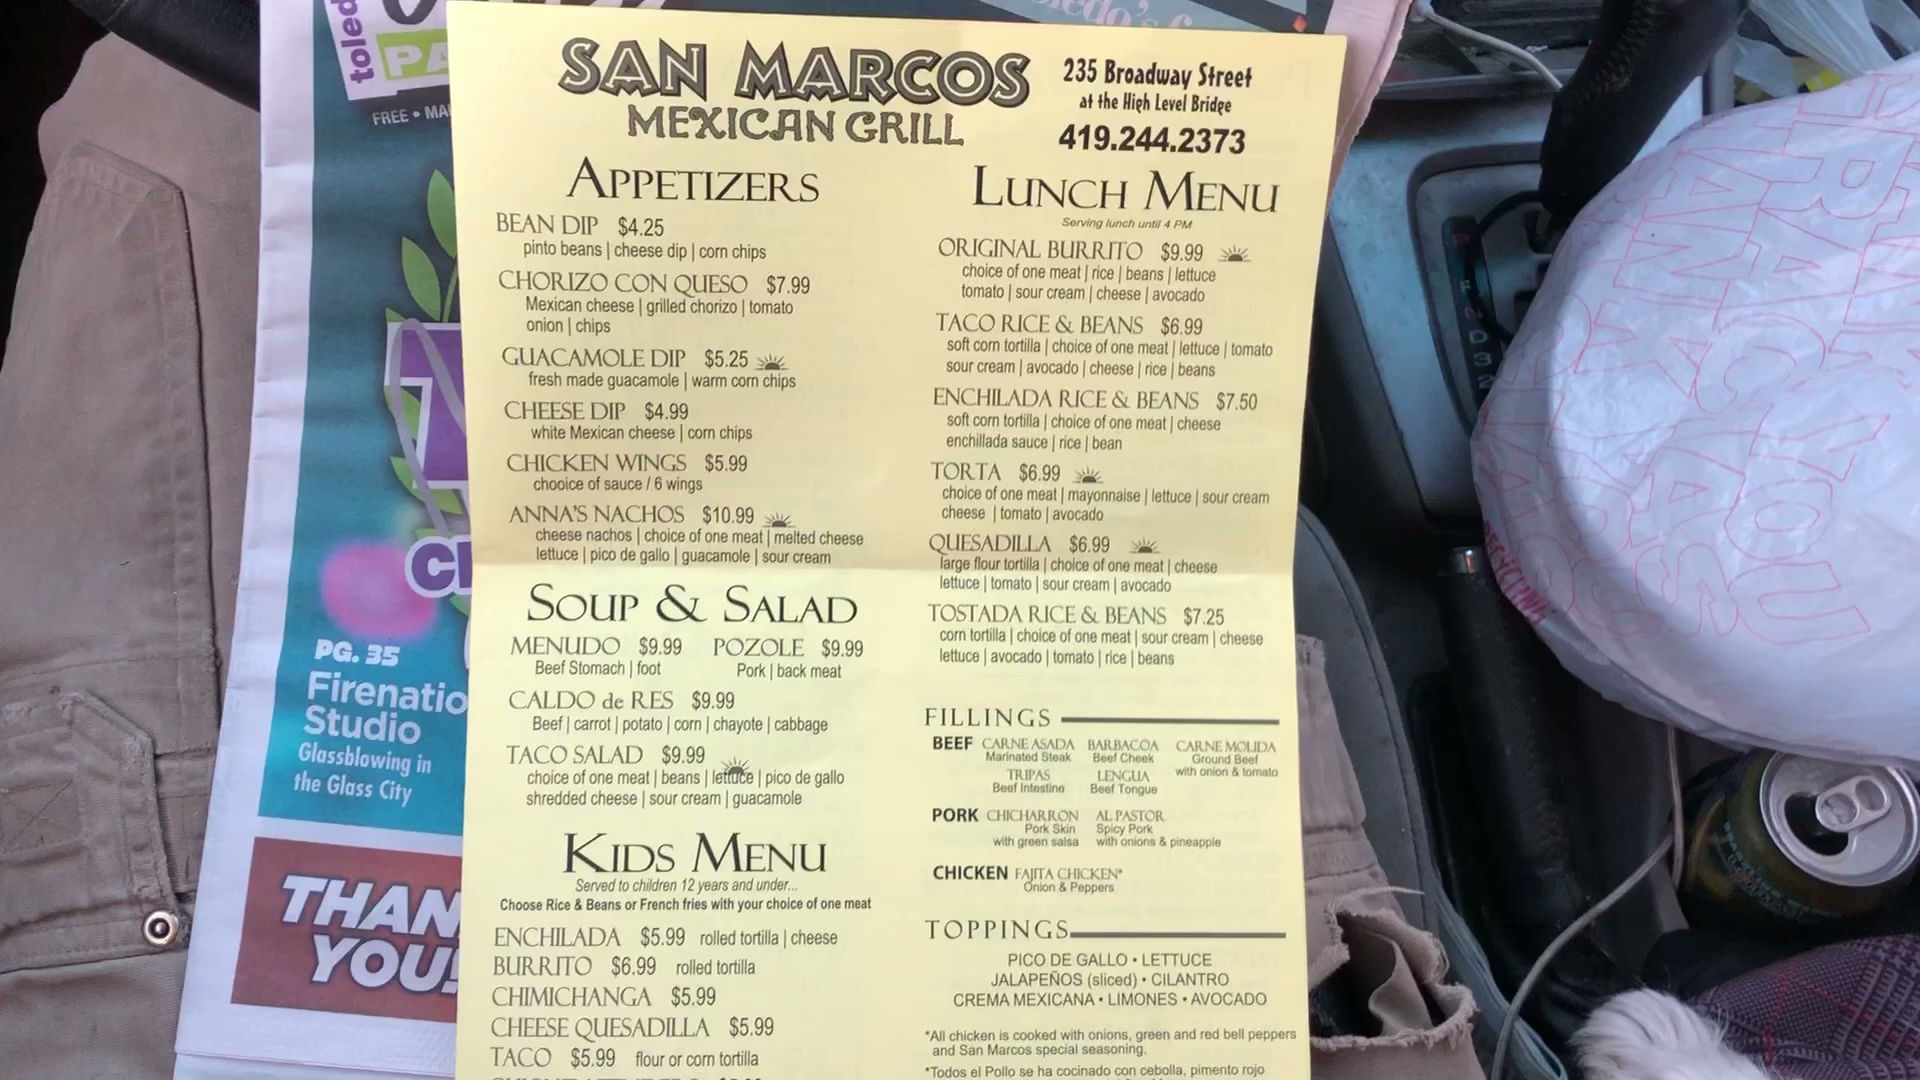 toled
PA
FREE • MA
PG. 35
Firenatio
Studio
Glassblowing in
the Glass City
THAN
YOU
SAN MARCOS
MEXICAN GRILL
235 Broadway Street
at the High Level Bridge
419.244.2373
APPETIZERS
BEAN DIP $4.25
pinto beans | cheese dip | corn chips
CHORIZO CON QUESO $7.99
Mexican cheese | grilled chorizo | tomato
onion | chips
GUACAMOLE DIP $5.25
fresh made guacamole | warm corn chips
CHEESE DIP $4.99
white Mexican cheese | corn chips
CHICKEN WINGS $5.99
chooice of sauce / 6 wings
ANNA'S NACHOS $10.99
cheese nachos | choice of one meat | melted cheese
lettuce | pico de gallo | guacamole | sour cream
SOUP & SALAD
MENUDO $9.99 POZOLE $9.99
Beef Stomach | foot Pork | back meat
CALDO de RES $9.99
Beef | carrot | potato | corn | chayote | cabbage
TACO SALAD $9.99
choice of one meat | beans | lettuce | pico de gallo
shredded cheese | sour cream | guacamole
KIDS MENU
Served to children 12 years and under...
Choose Rice & Beans or French fries with your choice of one meat
ENCHILADA $5.99 rolled tortilla | cheese
BURRITO $6.99 rolled tortilla
CHIMICHANGA $5.99
CHEESE QUESADILLA $5.99
TACO $5.99 flour or corn tortilla
LUNCH MENU
Serving lunch until 4 PM
ORIGINAL BURRITO $9.99
choice of one meat | rice | beans | lettuce
tomato | sour cream | cheese | avocado
TACO RICE & BEANS $6.99
soft corn tortilla | choice of one meat | lettuce | tomato
sour cream | avocado | cheese | rice | beans
ENCHILADA RICE & BEANS $7.50
soft corn tortilla | choice of one meat | cheese
enchillada sauce | rice | bean
TORTA $6.99
choice of one meat | mayonnaise | lettuce | sour cream
cheese | tomato | avocado
QUESADILLA $6.99
large flour tortilla | choice of one meat | cheese
lettuce | tomato | sour cream | avocado
TOSTADA RICE & BEANS $7.25
corn tortilla | choice of one meat | sour cream | cheese
lettuce | avocado | tomato | rice | beans
FILLINGS
BEEF CARNE ASADA BARBACOA CARNE MOLIDA
Marinated Steak Beef Cheek Ground Beef
with onion & tomato
TRIPAS LENGUA
Beef Intestine Beef Tongue
PORK CHICHARRON AL PASTOR
Pork Skin Spicy Pork
with green salsa with onions & pineapple
CHICKEN FAJITA CHICKEN*
Onion & Peppers
TOPPINGS
PICO DE GALLO • LETTUCE
JALAPEÑOS (sliced) • CILANTRO
CREMA MEXICANA • LIMONES • AVOCADO
*All chicken is cooked with onions, green and red bell peppers
and San Marcos special seasoning.
*Todos el Pollo se ha cocinado con cebolla, pimento rojo
N
D
3
2